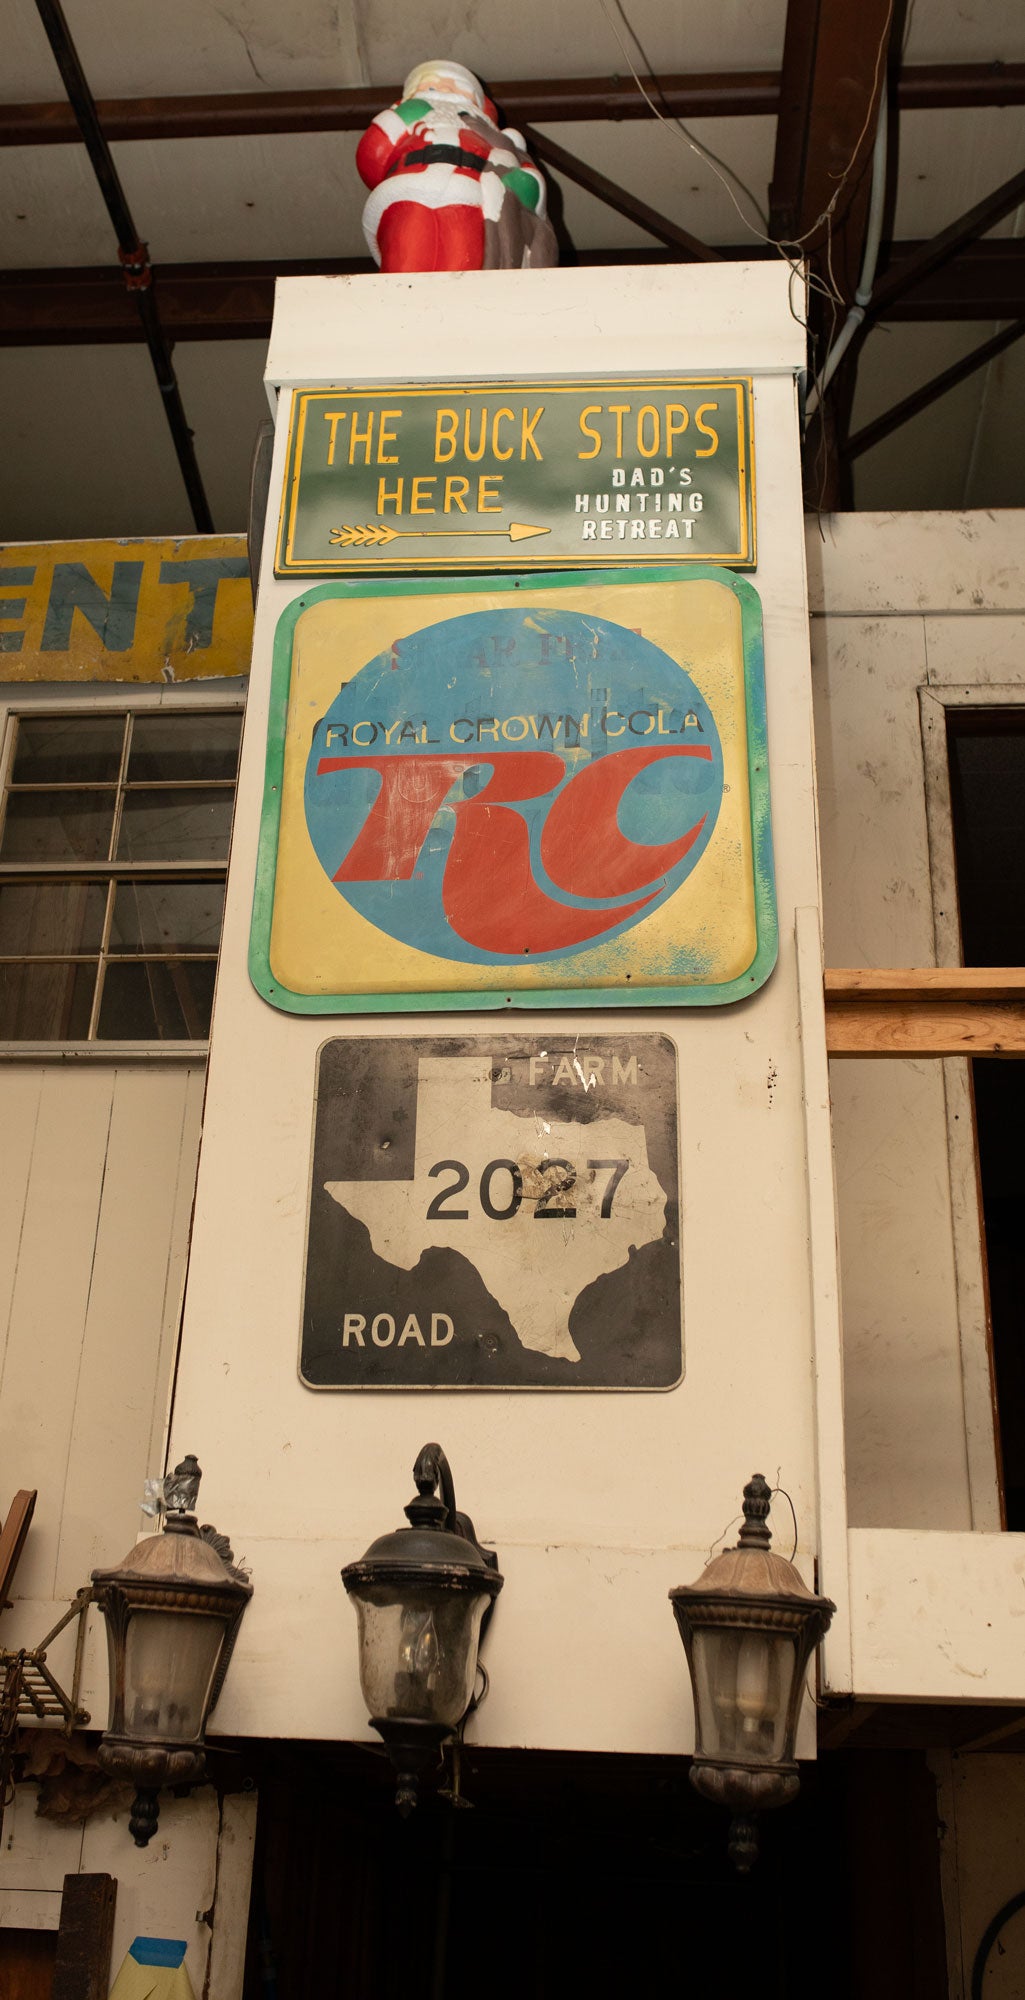 THE BUCK STOPS
HERE
DAD'S
HUNTING
RETREAT
ENT
ROYAL CROWN COLA
RC
®
FARM
2027
ROAD